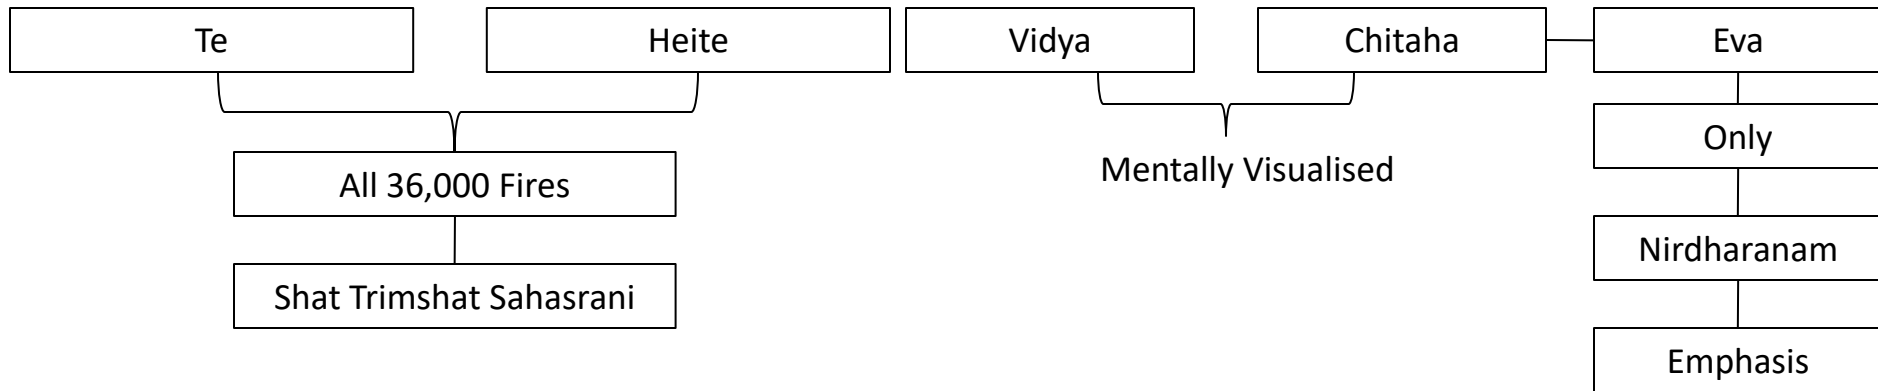 Te
Heite
Vidya
Chitaha
Eva
All 36,000 Fires
Mentally Visualised
Only
Shat Trimshat Sahasrani
Nirdharanam
Emphasis